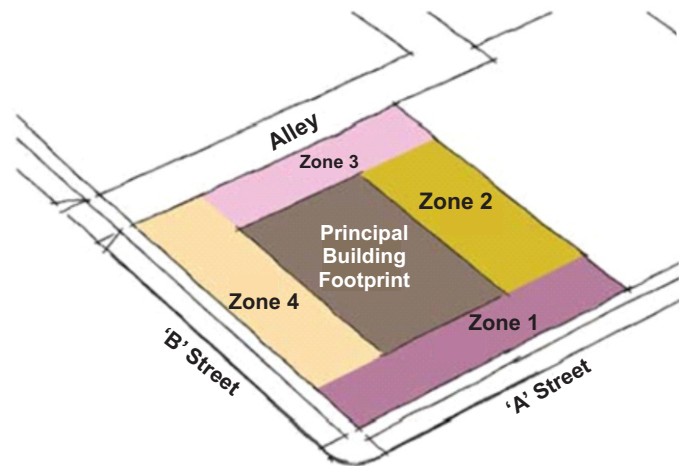 Alley
Zone 3
Zone 2
Principal
Building
Footprint
Zone 4
Zone 1
‘B’ Street
‘A’ Street